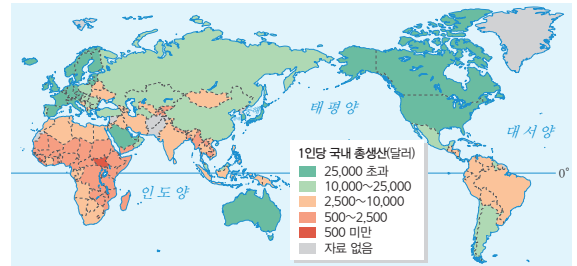 태평양
대서양
인도양
0°
1인당 국내 총생산(달러)
25,000 초과
10,000~25,000
2,500~10,000
500~2,500
500 미만
자료 없음